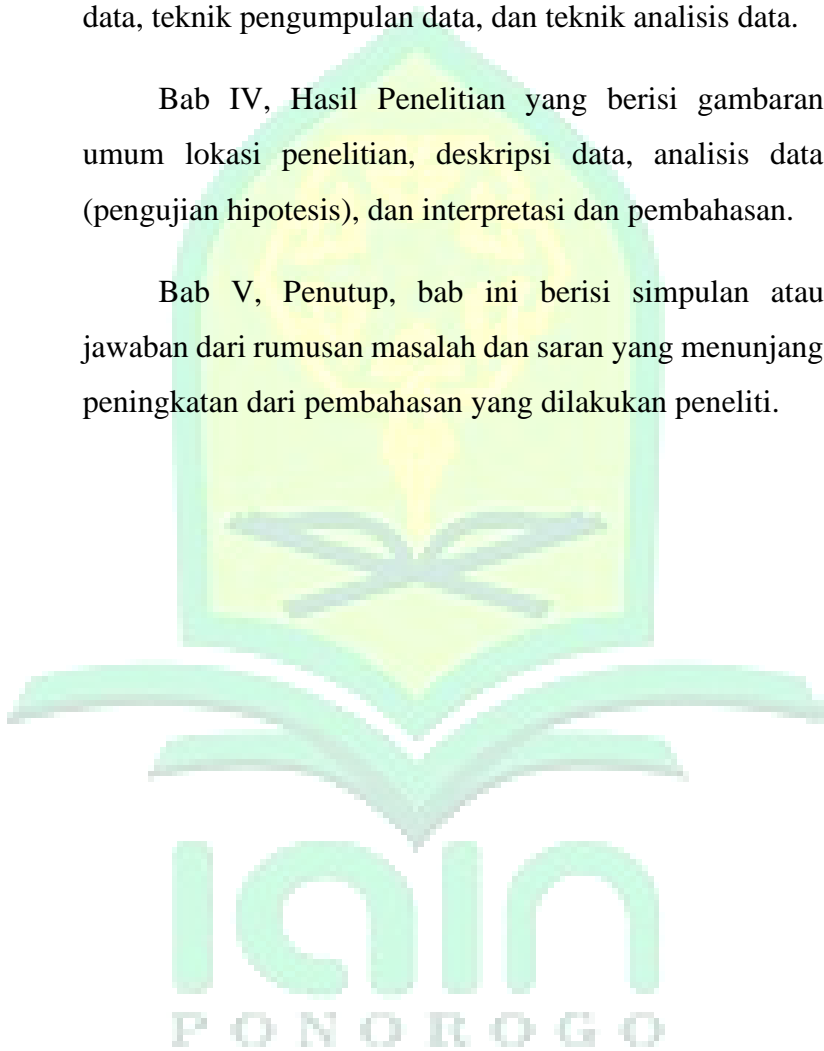 data, teknik pengumpulan data, dan teknik analisis data.
Bab IV, Hasil Penelitian yang berisi gambaran
umum lokasi penelitian, deskripsi data, analisis data
(pengujian hipotesis), dan interpretasi dan pembahasan.
Bab V, Penutup, bab ini berisi simpulan atau
jawaban dari rumusan masalah dan saran yang menunjang
peningkatan dari pembahasan yang dilakukan peneliti.
iain
PONOROGO